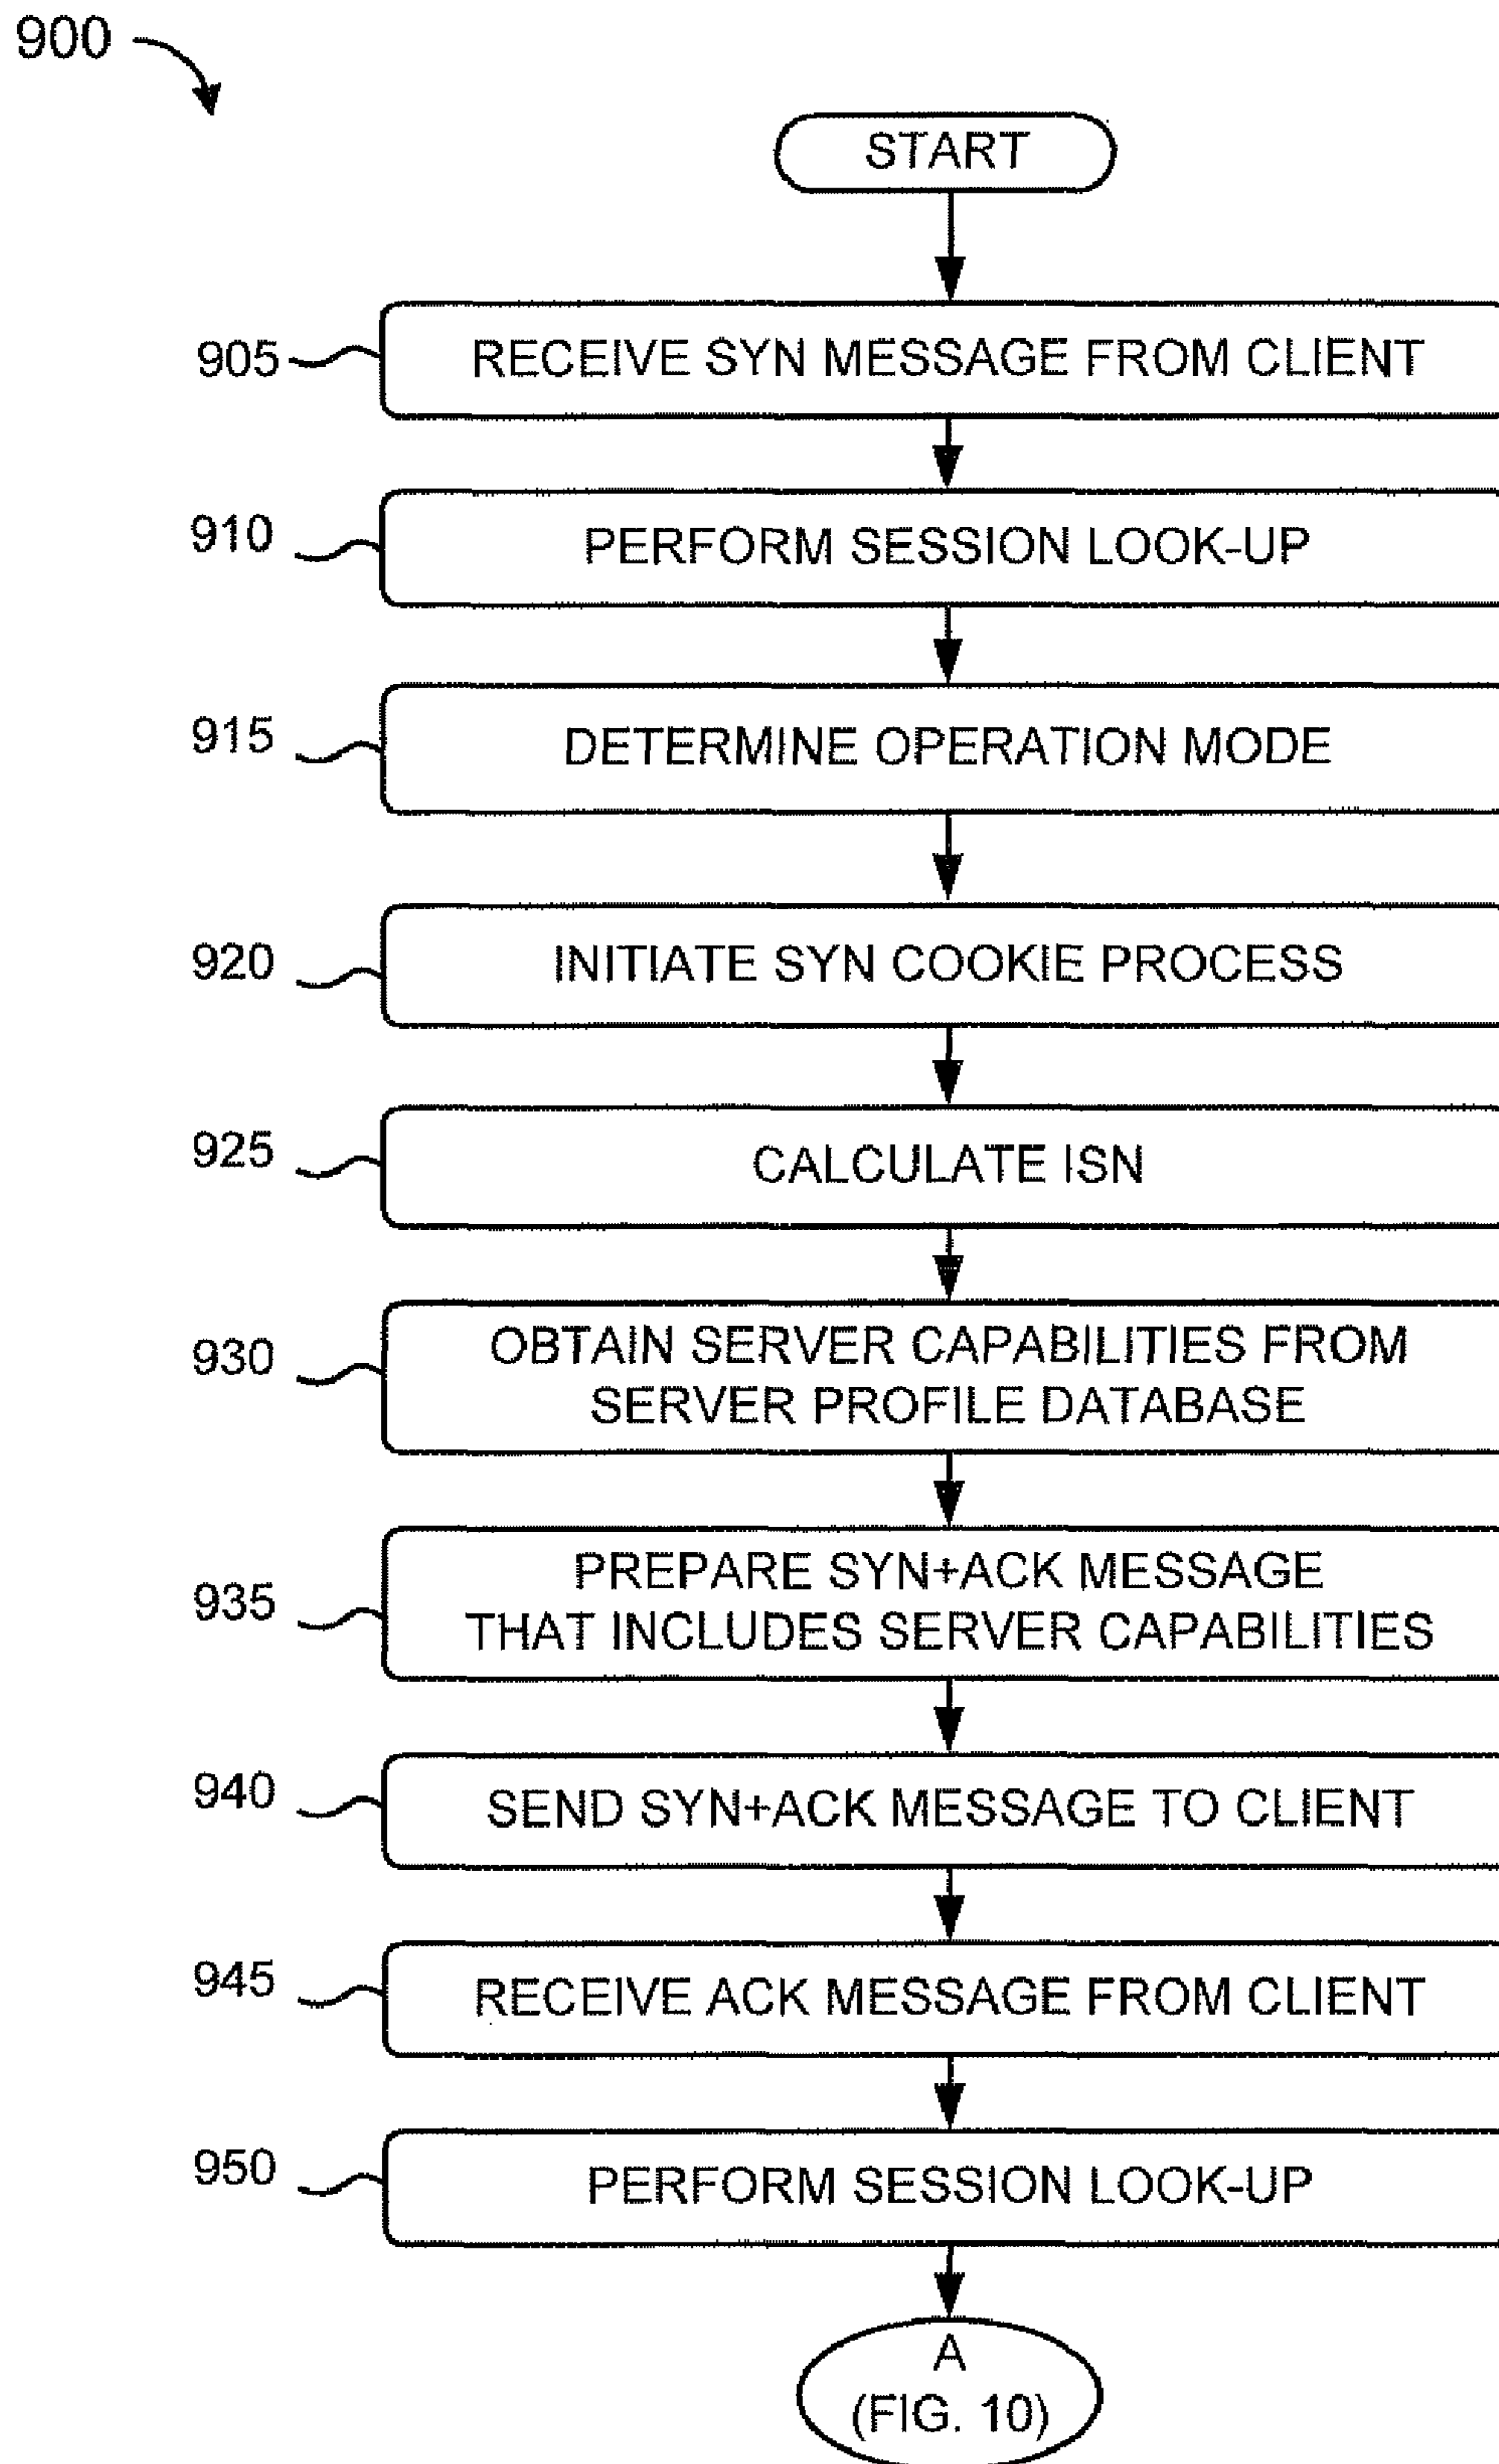 900
START
905
RECEIVE SYN MESSAGE FROM CLIENT
910
PERFORM SESSION LOOK-UP
915
DETERMINE OPERATION MODE
920
INITIATE SYN COOKIE PROCESS
925
CALCULATE ISN
930
OBTAIN SERVER CAPABILITIES FROM
SERVER PROFILE DATABASE
935
PREPARE SYN+ACK MESSAGE
THAT INCLUDES SERVER CAPABILITIES
940
SEND SYN+ACK MESSAGE TO CLIENT
945
RECEIVE ACK MESSAGE FROM CLIENT
950
PERFORM SESSION LOOK-UP
A
(FIG. 10)